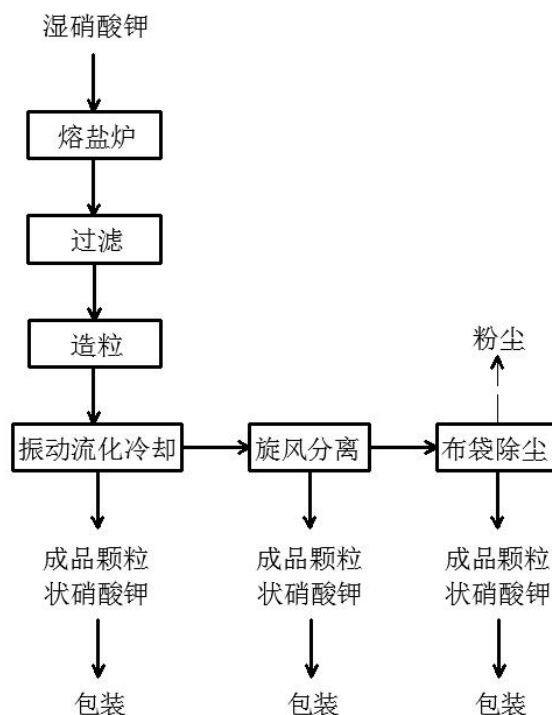 湿硝酸钾
熔盐炉
过滤
造粒
粉尘
振动流化冷却
旋风分离
布袋除尘
成品颗粒
状硝酸钾
成品颗粒
状硝酸钾
成品颗粒
状硝酸钾
包装
包装
包装